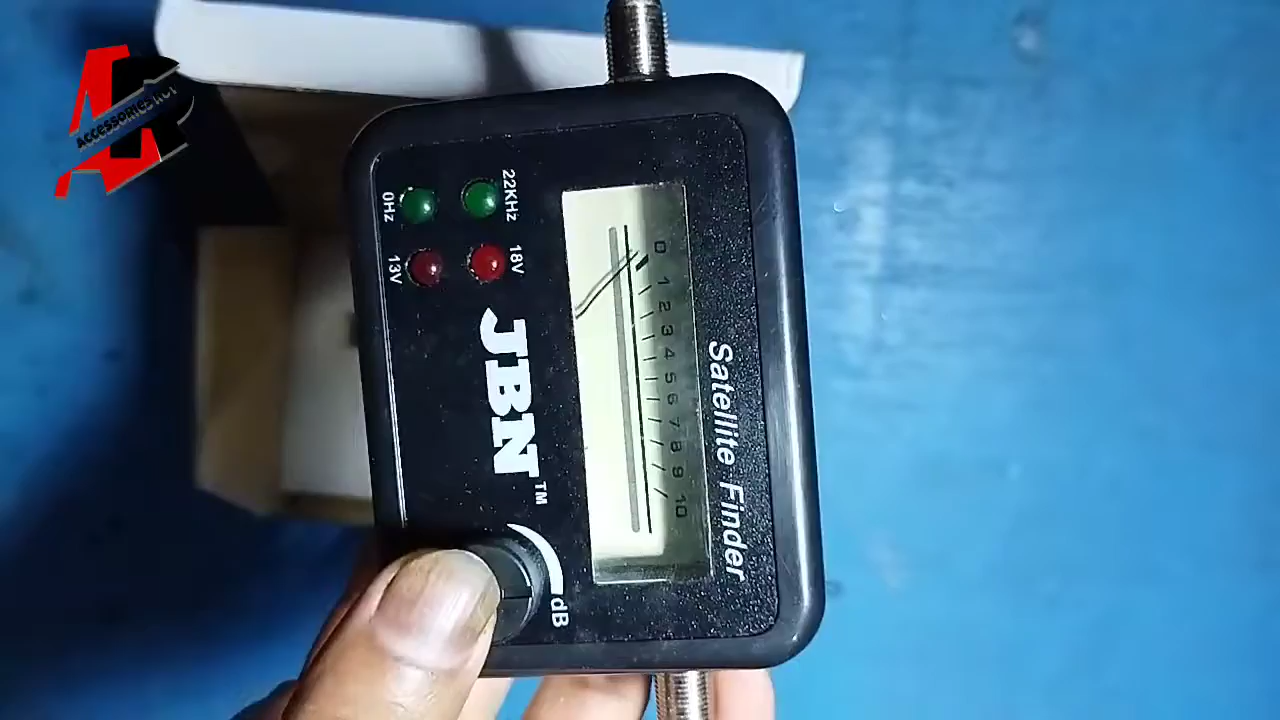 ACCESSORIES HUT
Satellite Finder
0 1 2 3 4 5 6 7 8 9 10
22KHz
0Hz
18V
13V
JBN™
dB